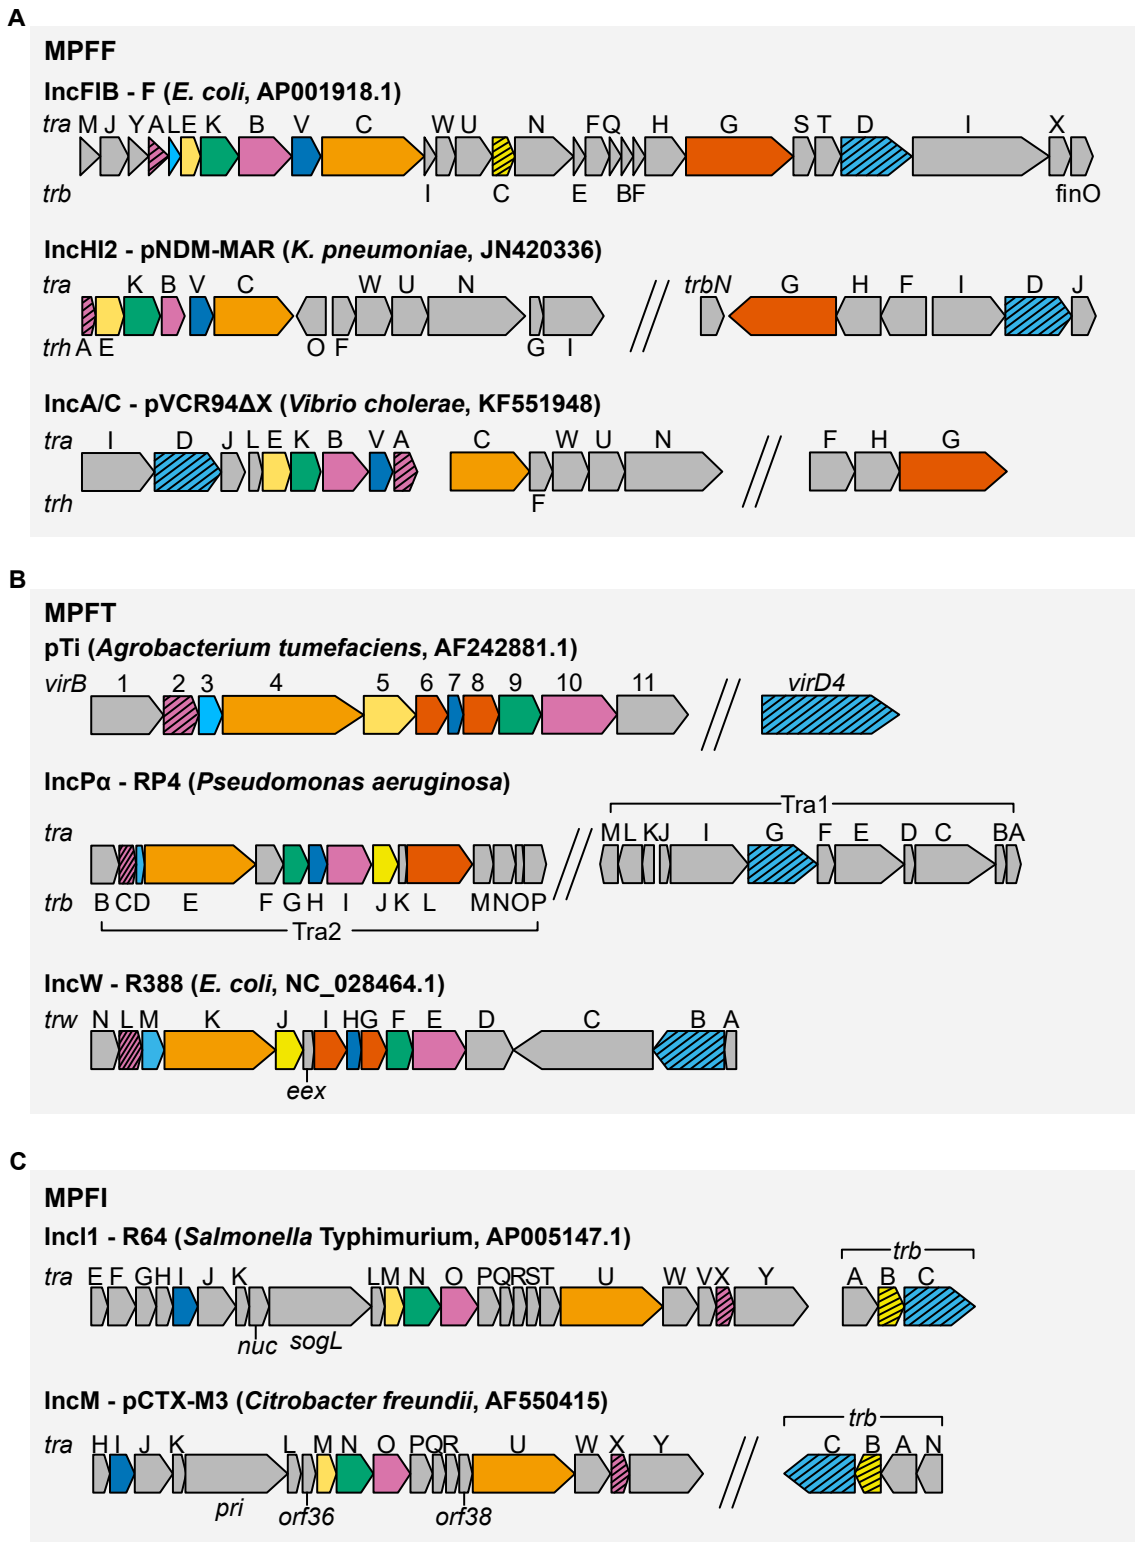 A
MPFF
IncFIB - F (E. coli, AP001918.1)
tra M J Y A L E K B V C W U N F Q H G S T D I X
trb I C E B F finO
IncHI2 - pNDM-MAR (K. pneumoniae, JN420336)
tra K B V C W U N trbN G H F I D J
trh A E O F G I
IncA/C - pVCR94ΔX (Vibrio cholerae, KF551948)
tra I D J L E K B V A C W U N F H G
trh F
B
MPFT
pTi (Agrobacterium tumefaciens, AF242881.1)
virB 1 2 3 4 5 6 7 8 9 10 11 virD4
IncPα - RP4 (Pseudomonas aeruginosa)
Tra1
tra M L K J I G F E D C B A
trb B C D E F G H I J K L M N O P
Tra2
IncW - R388 (E. coli, NC_028464.1)
trw N L M K J I H G F E D C B A
eex
C
MPFI
IncI1 - R64 (Salmonella Typhimurium, AP005147.1)
trb
tra E F G H I J K L M N O P Q R S T U W V X Y A B C
nuc sogL
IncM - pCTX-M3 (Citrobacter freundii, AF550415)
trb
tra H I J K L M N O P Q R U W X Y C B A N
pri orf36 orf38